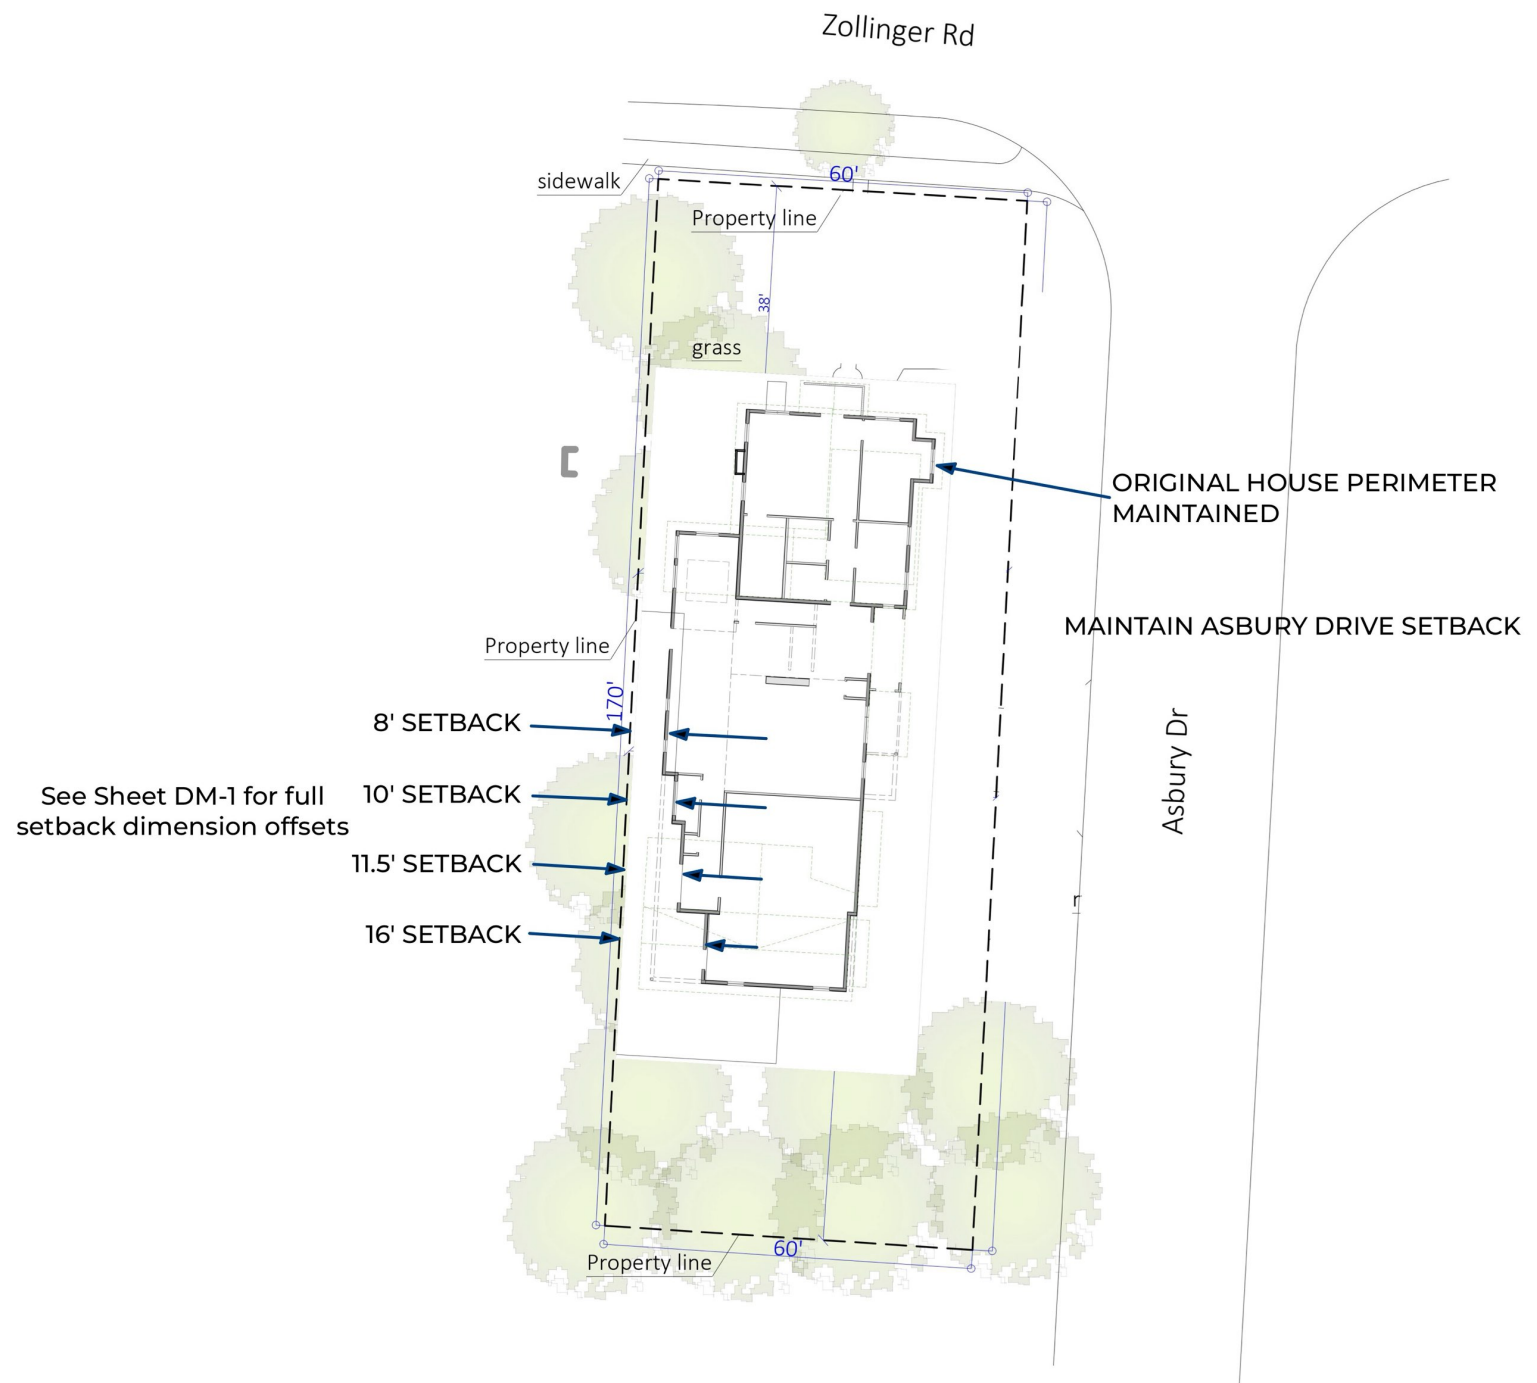 Zollinger Rd
60'
sidewalk
Property line
38'
grass
ORIGINAL HOUSE PERIMETER
MAINTAINED
MAINTAIN ASBURY DRIVE SETBACK
Property line
170'
8' SETBACK
10' SETBACK
See Sheet DM-1 for full
setback dimension offsets
11.5' SETBACK
16' SETBACK
Asbury Dr
r
60'
Property line